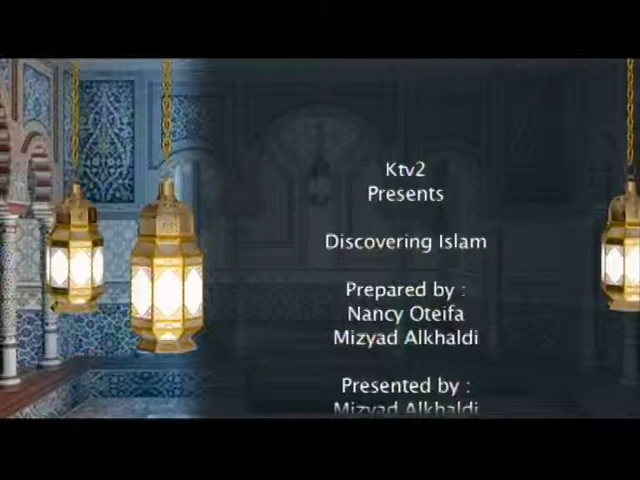 Ktv2
Presents
Discovering Islam
Prepared by :
Nancy Oteifa
Mizyad Alkhaldi
Presented by :
Mizyad Alkhaldi